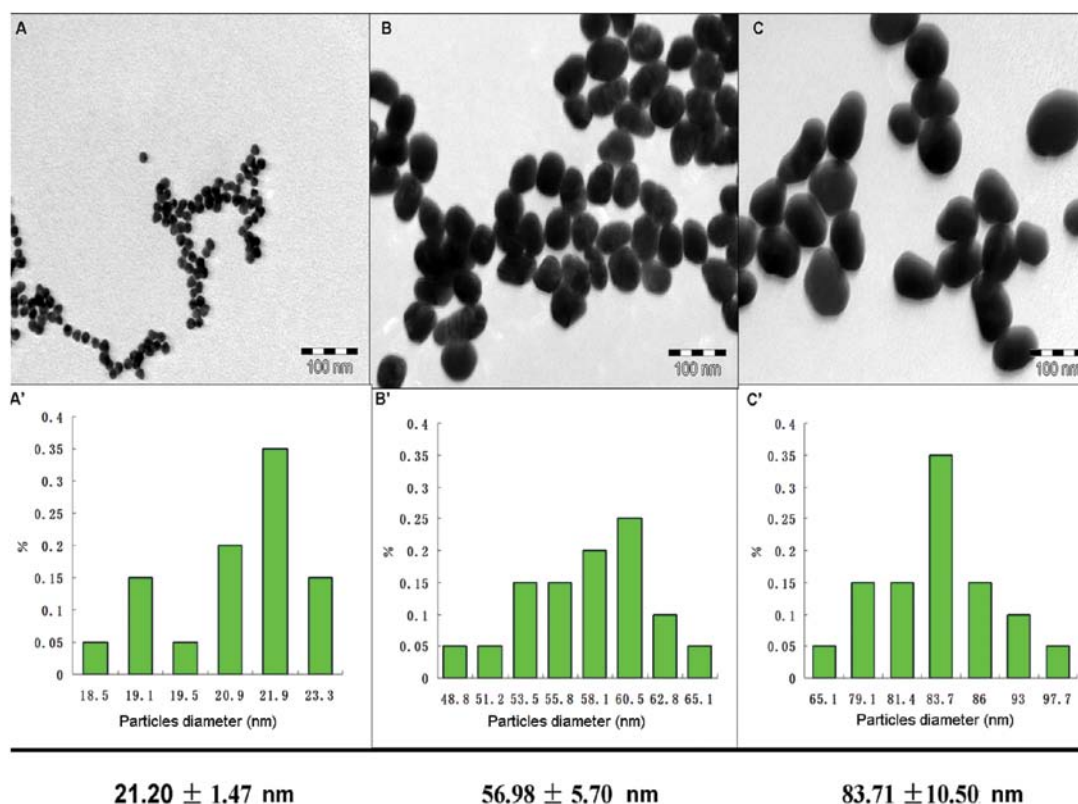 A
100 nm
B
100 nm
C
100 nm
A'
0.4
0.35
0.3
0.25
0.2
0.15
0.1
0.05
0
%
18.5 19.1 19.5 20.9 21.9 23.3
Particles diameter (nm)
B'
0.4
0.35
0.3
0.25
0.2
0.15
0.1
0.05
0
%
48.8 51.2 53.5 55.8 58.1 60.5 62.8 65.1
Particles diameter (nm)
C'
0.4
0.35
0.3
0.25
0.2
0.15
0.1
0.05
0
%
65.1 79.1 81.4 83.7 86 93 97.7
Particles diameter (nm)
21.20 ± 1.47 nm
56.98 ± 5.70 nm
83.71 ±10.50 nm